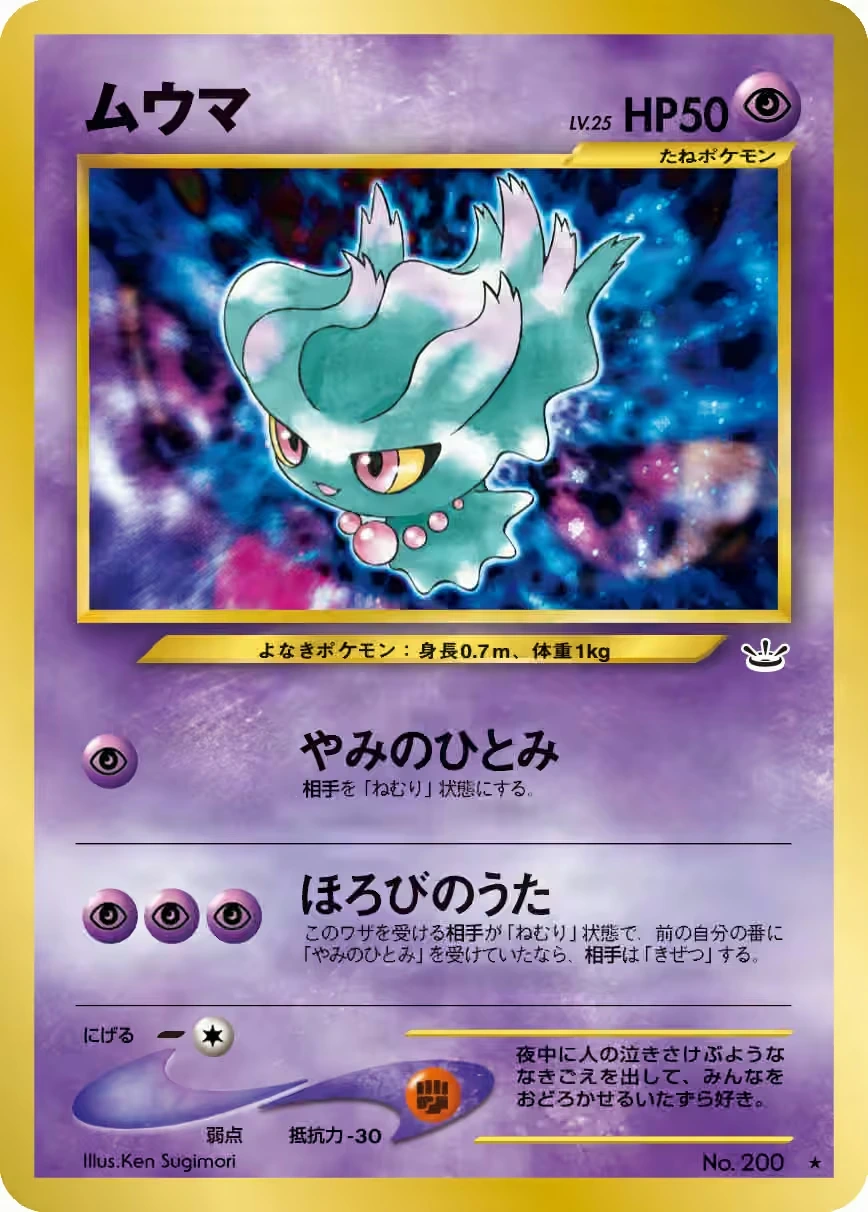 ムウマ
LV.25 HP50
たねポケモン
よなきポケモン：身長0.7m、体重1kg
やみのひとみ
相手を「ねむり」状態にする。
ほろびのうた
このワザを受ける相手が「ねむり」状態で、前の自分の番に
「やみのひとみ」を受けていたなら、相手は「きぜつ」する。
にげる
夜中に人の泣きさけぶような
なきごえを出して、みんなを
おどろかせるいたずら好き。
弱点 抵抗力 -30
Illus.Ken Sugimori
No. 200 ★